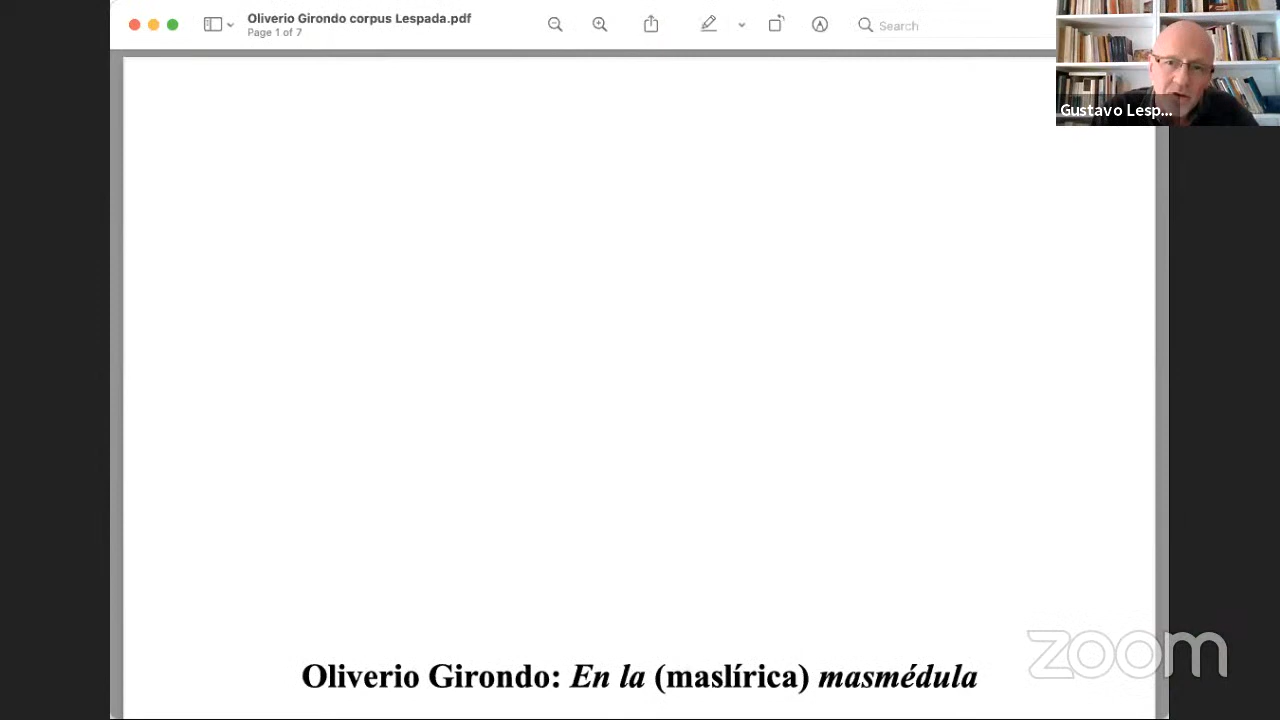 Oliverio Girondo corpus Lespada.pdf
Page 1 of 7
Search
Gustavo Lesp...
Oliverio Girondo: En la (maslírica) masmédula
zoom